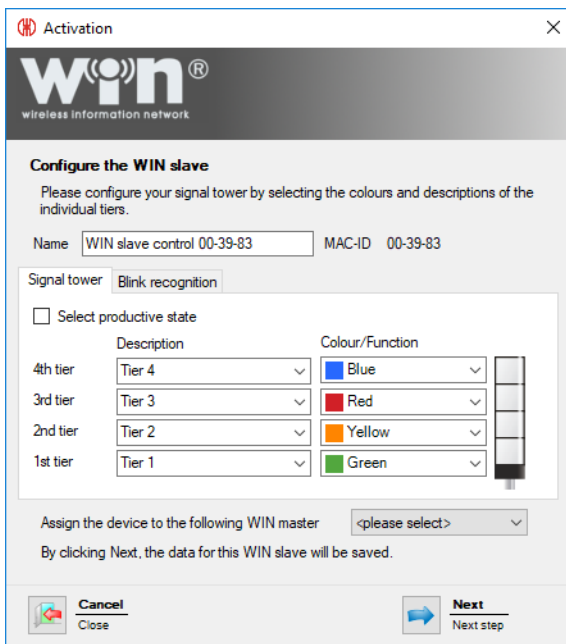 Activation
WIN®
wireless information network
Configure the WIN slave
Please configure your signal tower by selecting the colours and descriptions of the
individual tiers.
Name WIN slave control 00-39-83 MAC-ID 00-39-83
Signal tower Blink recognition
Select productive state
Description Colour/Function
4th tier Tier 4 Blue
3rd tier Tier 3 Red
2nd tier Tier 2 Yellow
1st tier Tier 1 Green
Assign the device to the following WIN master <please select>
By clicking Next, the data for this WIN slave will be saved.
Cancel Next
Close Next step